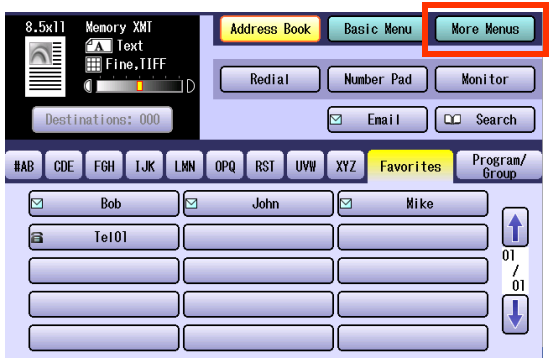 8.5x11 Memory XMT
Text
Fine,TIFF
D
Destinations: 000
Address Book Basic Menu More Menus
Redial Number Pad Monitor
Email Search
#AB CDE FGH IJK LMN OPQ RST UVW XYZ Favorites Program/
Group
Bob John Mike
Tel01
01
/
01